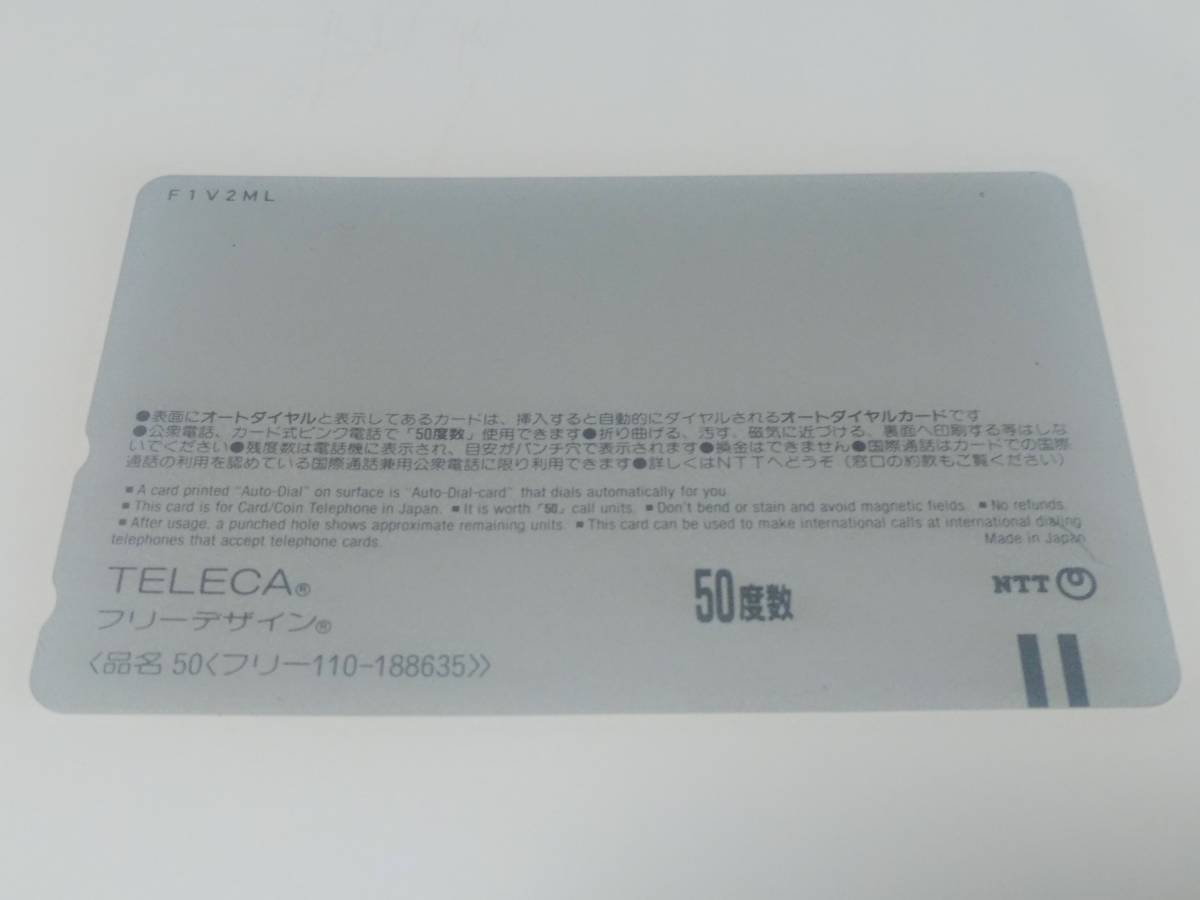 F1V2ML
●表面にオートダイヤルと表示してあるカードは、挿入すると自動的にダイヤルされるオートダイヤルカードです
●公衆電話、カード式ピンク電話で「50度数」使用できます●折り曲げる、汚す、磁気に近づける、裏面へ印刷する等はしな
いでください●残度数は電話機に表示され、目安がパンチ穴で表示されます●換金はできません●国際通話はカードでの国際
通話の利用を認めている国際通話兼用公衆電話に限り利用できます●詳しくはNTTへどうぞ（窓口の約款もご覧ください）
■A card printed "Auto-Dial" on surface is "Auto-Dial-card" that dials automatically for you.
■This card is for Card/Coin Telephone in Japan. ■It is worth「50」call units. ■Don't bend or stain and avoid magnetic fields. ■No refunds.
■After usage, a punched hole shows approximate remaining units. ■This card can be used to make international calls at international dialing
telephones that accept telephone cards.
Made in Japan
TELECA®
フリーデザイン®
〈品名 50〈フリー110-188635〉〉
50度数
NTT